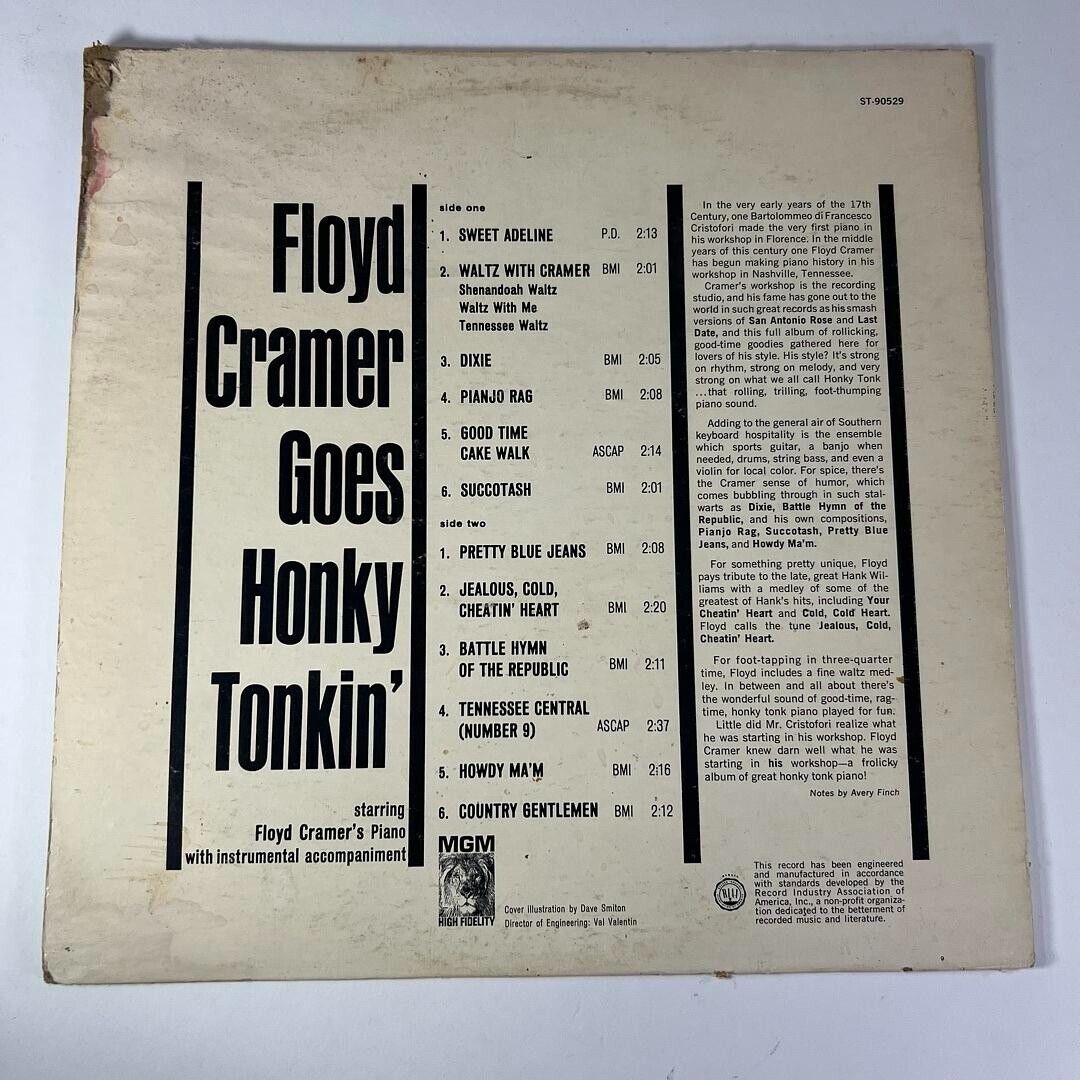 ST-90529
Floyd
Cramer
Goes
Honky
Tonkin'
starring
Floyd Cramer's Piano
with instrumental accompaniment
side one
1. SWEET ADELINE P.D. 2:13
2. WALTZ WITH CRAMER BMI 2:01
Shenandoah Waltz
Waltz With Me
Tennessee Waltz
3. DIXIE BMI 2:05
4. PIANJO RAG BMI 2:08
5. GOOD TIME
CAKE WALK ASCAP 2:14
6. SUCCOTASH BMI 2:01
side two
1. PRETTY BLUE JEANS BMI 2:08
2. JEALOUS, COLD,
CHEATIN' HEART BMI 2:20
3. BATTLE HYMN
OF THE REPUBLIC BMI 2:11
4. TENNESSEE CENTRAL
(NUMBER 9) ASCAP 2:37
5. HOWDY MA'M BMI 2:16
6. COUNTRY GENTLEMEN BMI 2:12
MGM
HIGH FIDELITY
Cover illustration by Dave Smiton
Director of Engineering: Val Valentin
In the very early years of the 17th
Century, one Bartolommeo di Francesco
Cristofori made the very first piano in
his workshop in Florence. In the middle
years of this century one Floyd Cramer
has begun making piano history in his
workshop in Nashville, Tennessee.
Cramer's workshop is the recording
studio, and his fame has gone out to the
world in such great records as his smash
versions of San Antonio Rose and Last
Date, and this full album of rollicking,
good-time goodies gathered here for
lovers of his style. His style? It's strong
on rhythm, strong on melody, and very
strong on what we all call Honky Tonk
...that rolling, trilling, foot-thumping
piano sound.
Adding to the general air of Southern
keyboard hospitality is the ensemble
which sports guitar, a banjo when
needed, drums, string bass, and even a
violin for local color. For spice, there's
the Cramer sense of humor, which
comes bubbling through in such stal-
warts as Dixie, Battle Hymn of the
Republic, and his own compositions,
Pianjo Rag, Succotash, Pretty Blue
Jeans, and Howdy Ma'm.
For something pretty unique, Floyd
pays tribute to the late, great Hank Wil-
liams with a medley of some of the
greatest of Hank's hits, including Your
Cheatin' Heart and Cold, Cold Heart.
Floyd calls the tune Jealous, Cold,
Cheatin' Heart.
For foot-tapping in three-quarter
time, Floyd includes a fine waltz med-
ley. In between and all about there's
the wonderful sound of good-time, rag-
time, honky tonk piano played for fun.
Little did Mr. Cristofori realize what
he was starting in his workshop. Floyd
Cramer knew darn well what he was
starting in his workshop—a frolicky
album of great honky tonk piano!
Notes by Avery Finch
This record has been engineered
and manufactured in accordance
with standards developed by the
Record Industry Association of
America, Inc., a non-profit organiza-
tion dedicated to the betterment of
recorded music and literature.
9